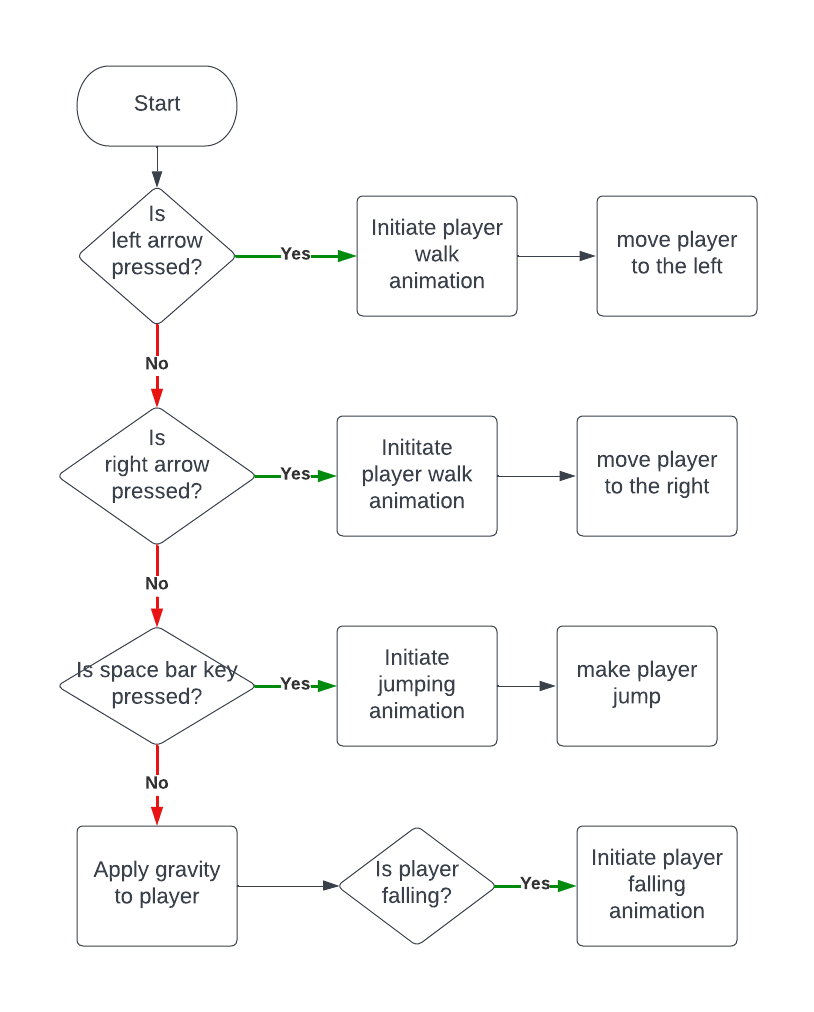 Start
Is
left arrow
pressed?
Yes
Initiate player
walk
animation
move player
to the left
No
Is
right arrow
pressed?
Yes
Inititate
player walk
animation
move player
to the right
No
Is space bar key
pressed?
Yes
Initiate
jumping
animation
make player
jump
No
Apply gravity
to player
Is player
falling?
Yes
Initiate player
falling
animation